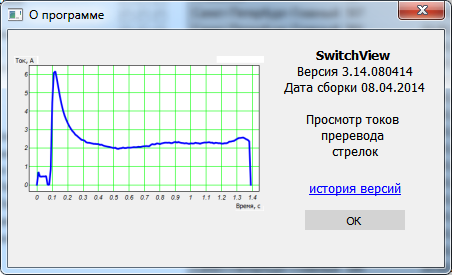 О программе
Ток, А
6
5
4
3
2
1
0
0 0.1 0.2 0.3 0.4 0.5 0.6 0.7 0.8 0.9 1 1.1 1.2 1.3 1.4
Время, с
SwitchView
Версия 3.14.080414
Дата сборки 08.04.2014
Просмотр токов
преревода
стрелок
история версий
OK